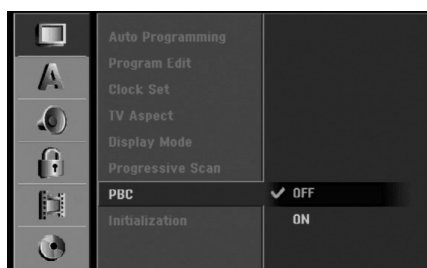 Auto Programming
Program Edit
Clock Set
TV Aspect
Display Mode
Progressive Scan
PBC
OFF
Initialization
ON